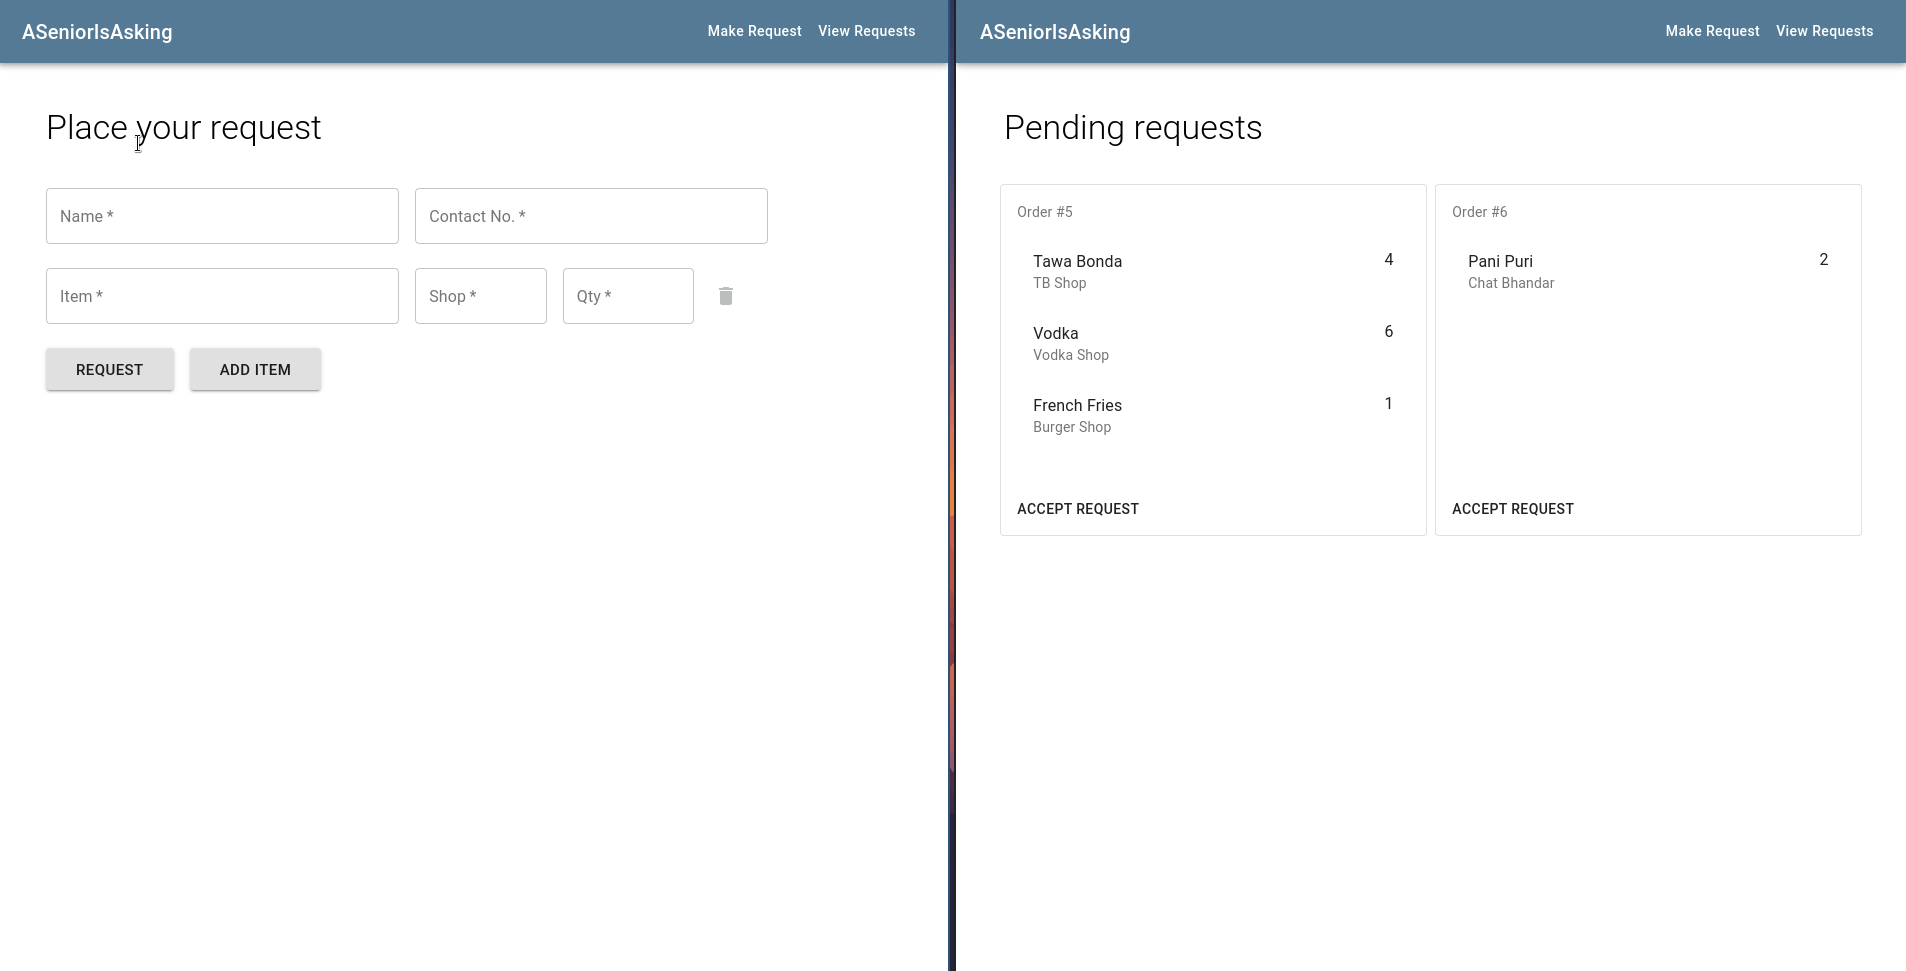 ASeniorIsAsking
Make Request View Requests
Place your request
Name *
Contact No. *
Item *
Shop *
Qty *
REQUEST
ADD ITEM
ASeniorIsAsking
Make Request View Requests
Pending requests
Order #5
Tawa Bonda 4
TB Shop
Vodka 6
Vodka Shop
French Fries 1
Burger Shop
ACCEPT REQUEST
Order #6
Pani Puri 2
Chat Bhandar
ACCEPT REQUEST